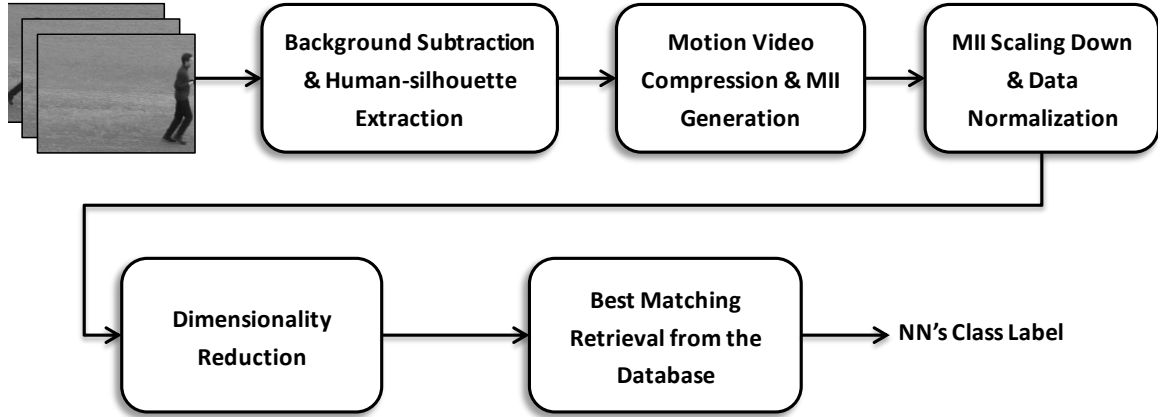 Background Subtraction
& Human-silhouette
Extraction
Motion Video
Compression & MII
Generation
MII Scaling Down
& Data
Normalization
Dimensionality
Reduction
Best Matching
Retrieval from the
Database
NN's Class Label